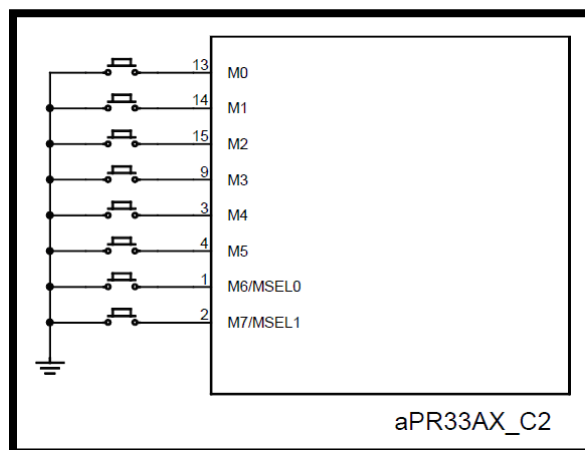 13 M0
14 M1
15 M2
9 M3
3 M4
4 M5
1 M6/MSEL0
2 M7/MSEL1
aPR33AX_C2